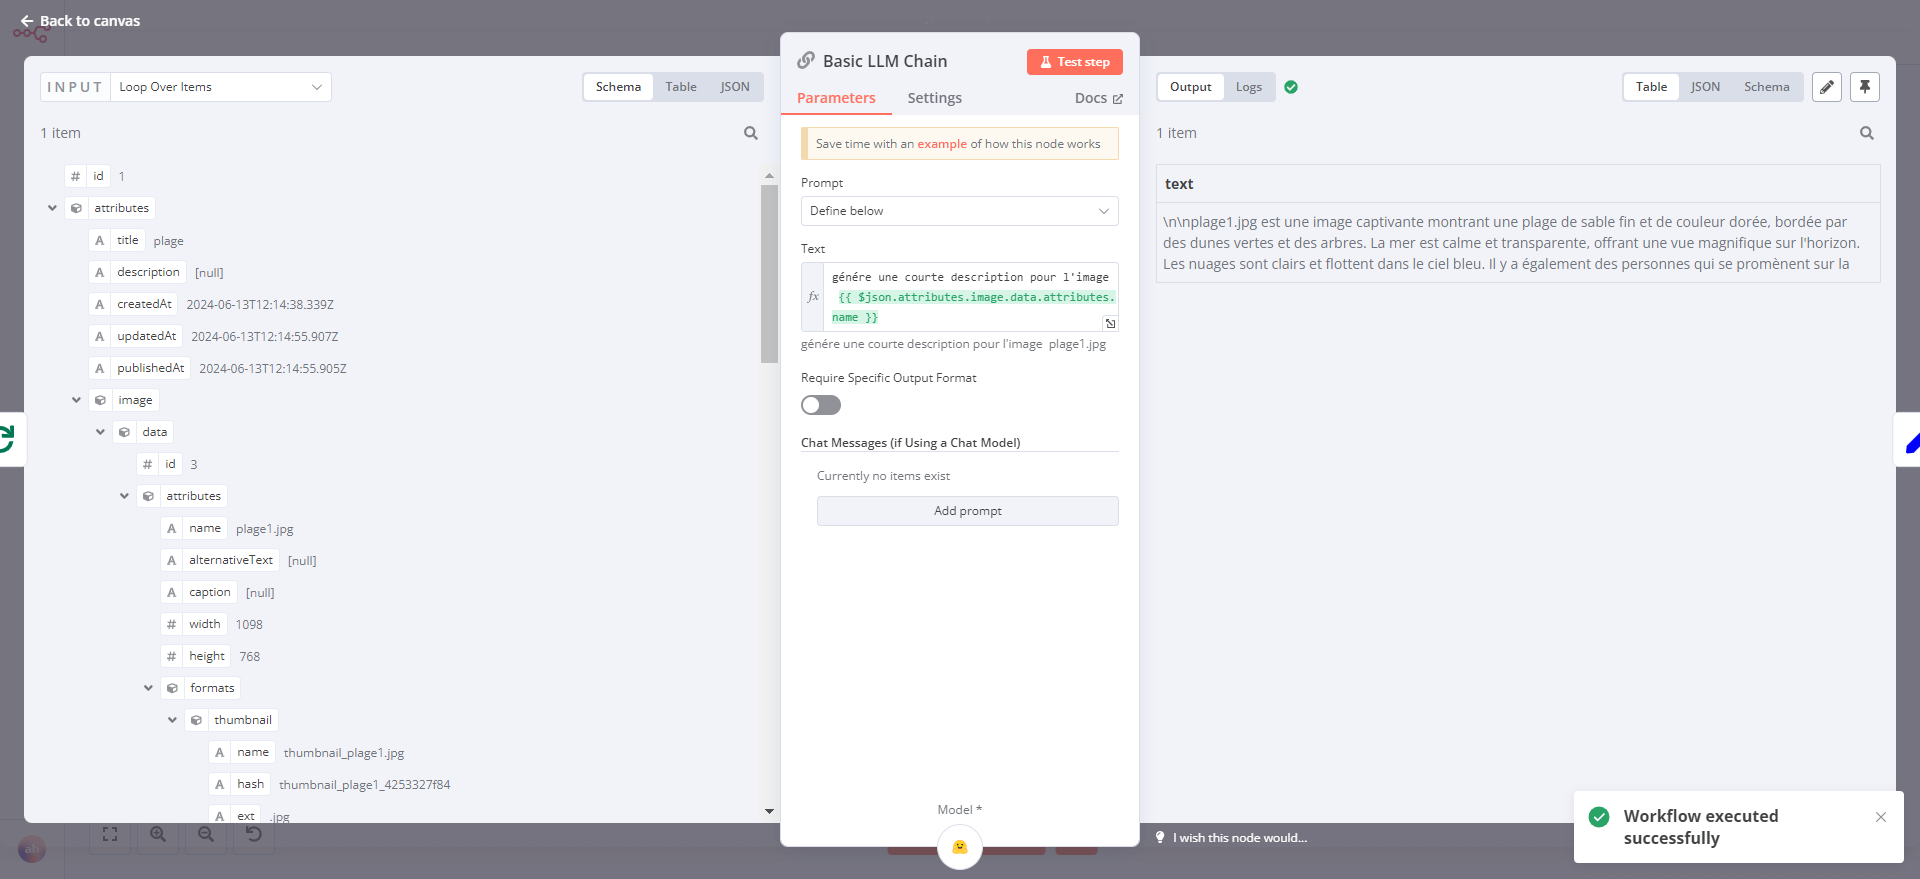 Back to canvas
INPUT Loop Over Items
Schema Table JSON
1 item
id 1
attributes
title plage
description [null]
createdAt 2024-06-13T12:14:38.339Z
updatedAt 2024-06-13T12:14:55.907Z
publishedAt 2024-06-13T12:14:55.905Z
image
data
id 3
attributes
name plage1.jpg
alternativeText [null]
caption [null]
width 1098
height 768
formats
thumbnail
name thumbnail_plage1.jpg
hash thumbnail_plage1_4253327f84
ext .jpg
Basic LLM Chain
Test step
Parameters Settings Docs
Save time with an example of how this node works
Prompt
Define below
Text
fx
génére une courte description pour l'image
{{ $json.attributes.image.data.attributes.
name }}
génére une courte description pour l'image plage1.jpg
Require Specific Output Format
Chat Messages (if Using a Chat Model)
Currently no items exist
Add prompt
Model *
Output Logs
Table JSON Schema
1 item
text
\n\nplage1.jpg est une image captivante montrant une plage de sable fin et de couleur dorée, bordée par
des dunes vertes et des arbres. La mer est calme et transparente, offrant une vue magnifique sur l'horizon.
Les nuages sont clairs et flottent dans le ciel bleu. Il y a également des personnes qui se promènent sur la
I wish this node would...
Workflow executed
successfully
ah